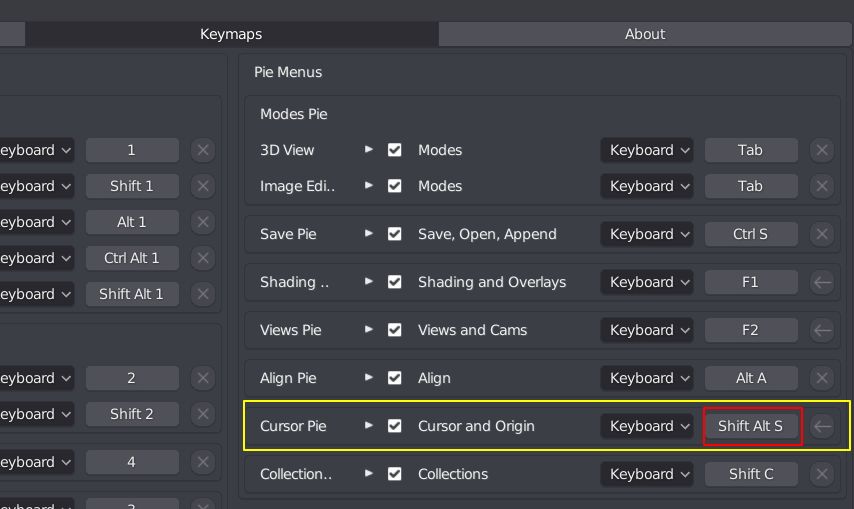 Keymaps About
Pie Menus
Modes Pie
eyboard 1
3D View Modes Keyboard Tab
eyboard Shift 1
Image Edi.. Modes Keyboard Tab
eyboard Alt 1
Save Pie Save, Open, Append Keyboard Ctrl S
eyboard Ctrl Alt 1
Shading .. Shading and Overlays Keyboard F1
eyboard Shift Alt 1
Views Pie Views and Cams Keyboard F2
eyboard 2
Align Pie Align Keyboard Alt A
eyboard Shift 2
Cursor Pie Cursor and Origin Keyboard Shift Alt S
eyboard 4
Collection.. Collections Keyboard Shift C
eyboard 3